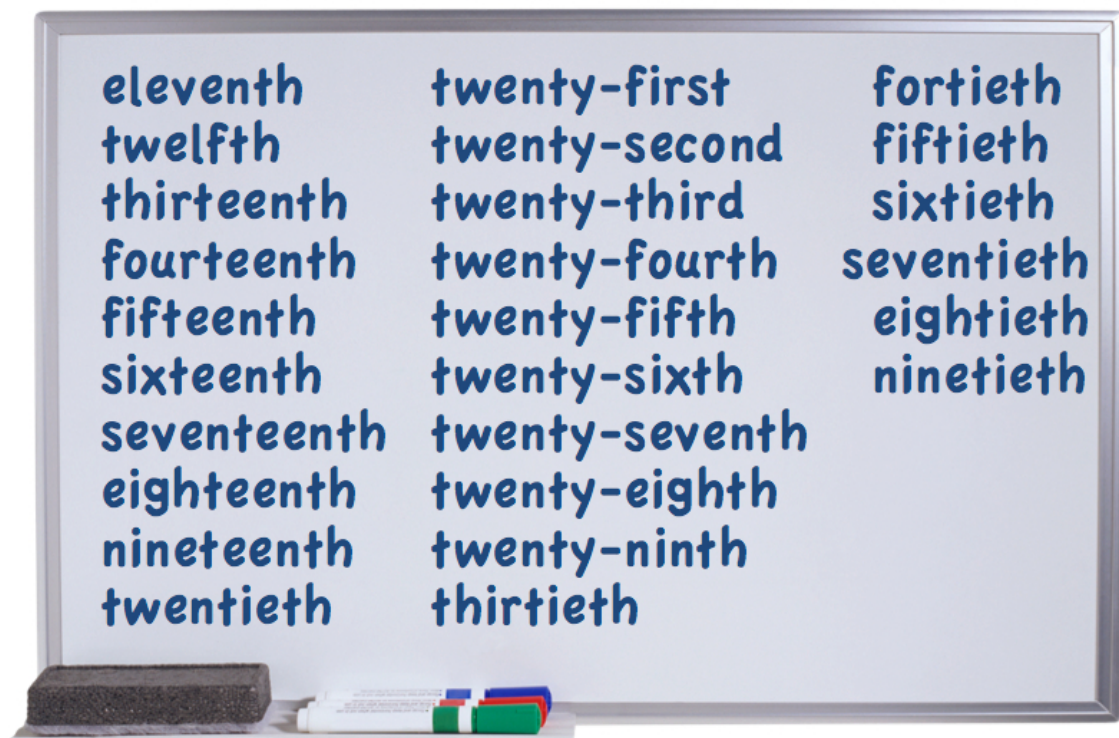 eleventh
twelfth
thirteenth
fourteenth
fifteenth
sixteenth
seventeenth
eighteenth
nineteenth
twentieth
twenty-first
twenty-second
twenty-third
twenty-fourth
twenty-fifth
twenty-sixth
twenty-seventh
twenty-eighth
twenty-ninth
thirtieth
fortieth
fiftieth
sixtieth
seventieth
eightieth
ninetieth